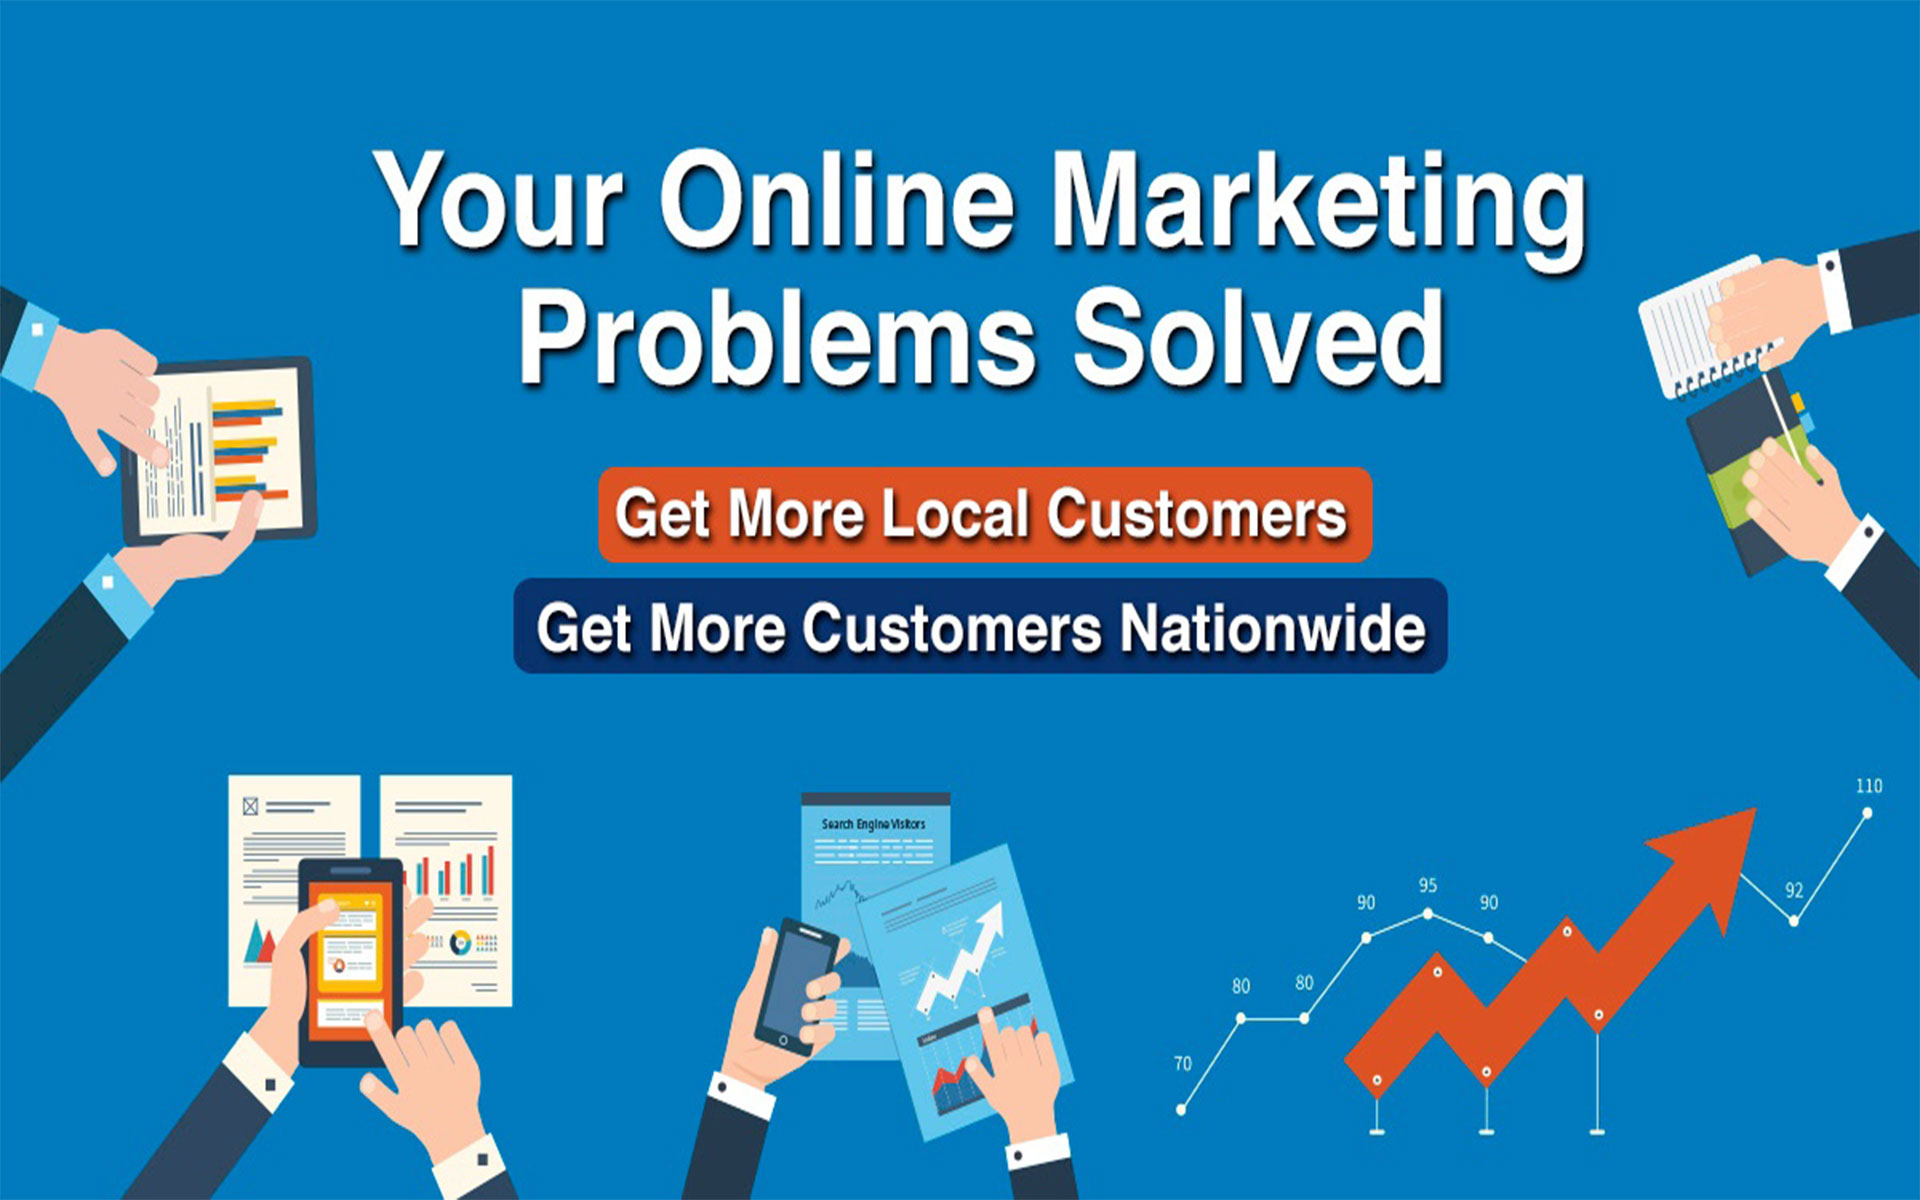 Your Online Marketing
Problems Solved
Get More Local Customers
Get More Customers Nationwide
Search Engine Visitors
110
95
90
90
92
80
80
70